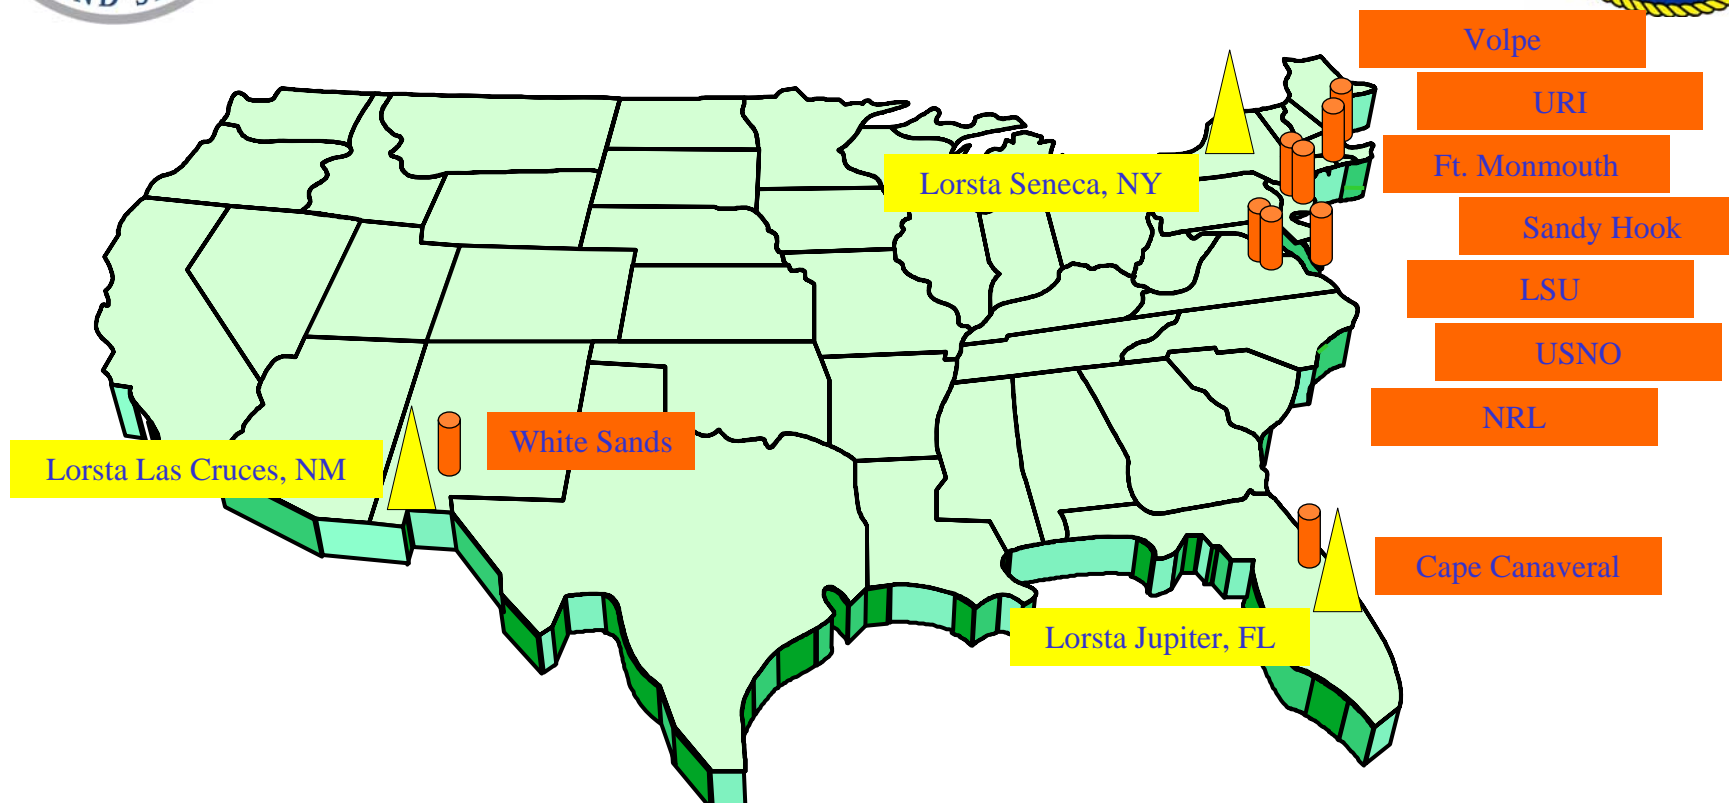 Volpe
URI
Ft. Monmouth
Lorsta Seneca, NY
Sandy Hook
LSU
USNO
NRL
White Sands
Lorsta Las Cruces, NM
Cape Canaveral
Lorsta Jupiter, FL